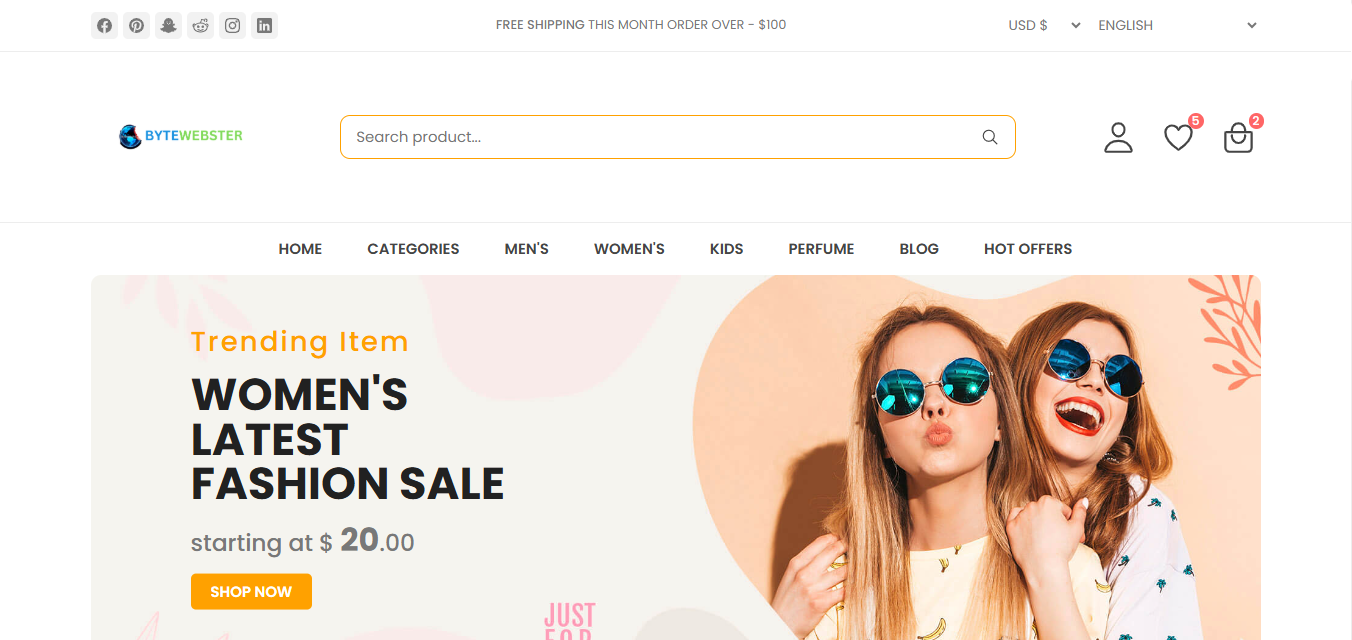 FREE SHIPPING THIS MONTH ORDER OVER - $100
USD $
ENGLISH
BYTEWEBSTER
Search product...
5
2
HOME
CATEGORIES
MEN'S
WOMEN'S
KIDS
PERFUME
BLOG
HOT OFFERS
Trending Item
WOMEN'S
LATEST
FASHION SALE
starting at $ 20.00
SHOP NOW
JUST
FOR